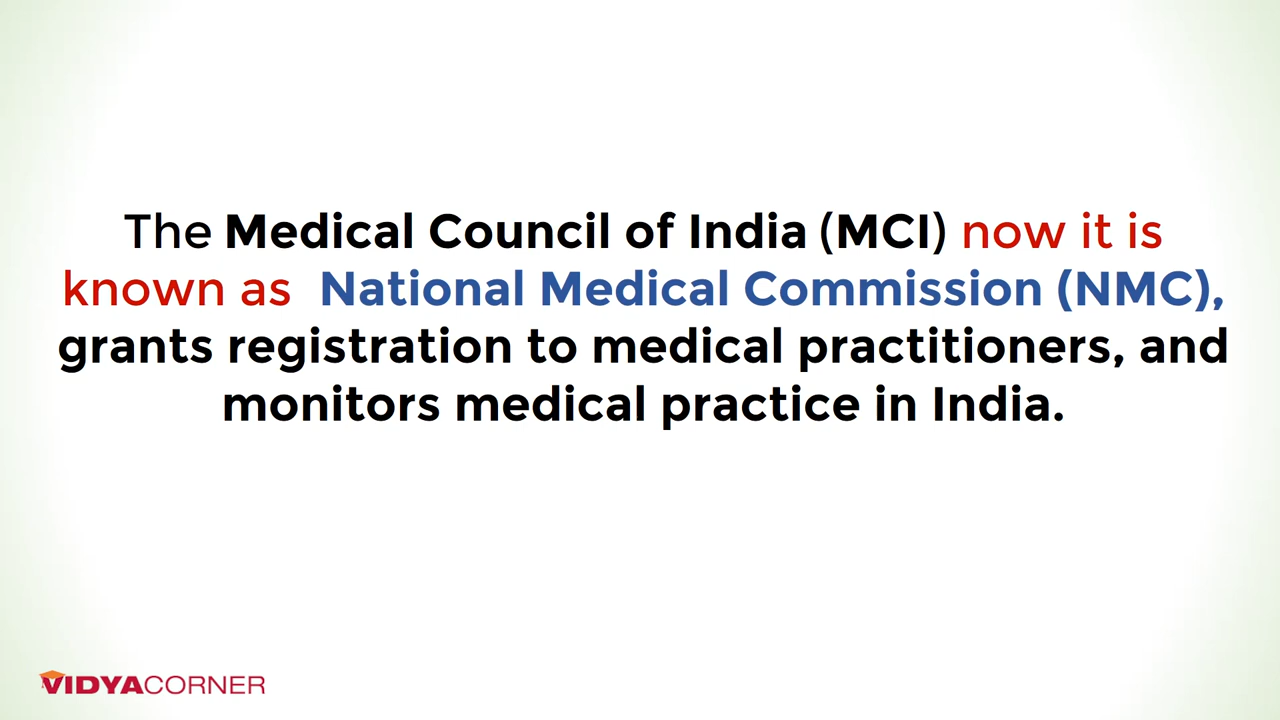 The Medical Council of India (MCI) now it is
known as National Medical Commission (NMC),
grants registration to medical practitioners, and
monitors medical practice in India.
VIDYACORNER